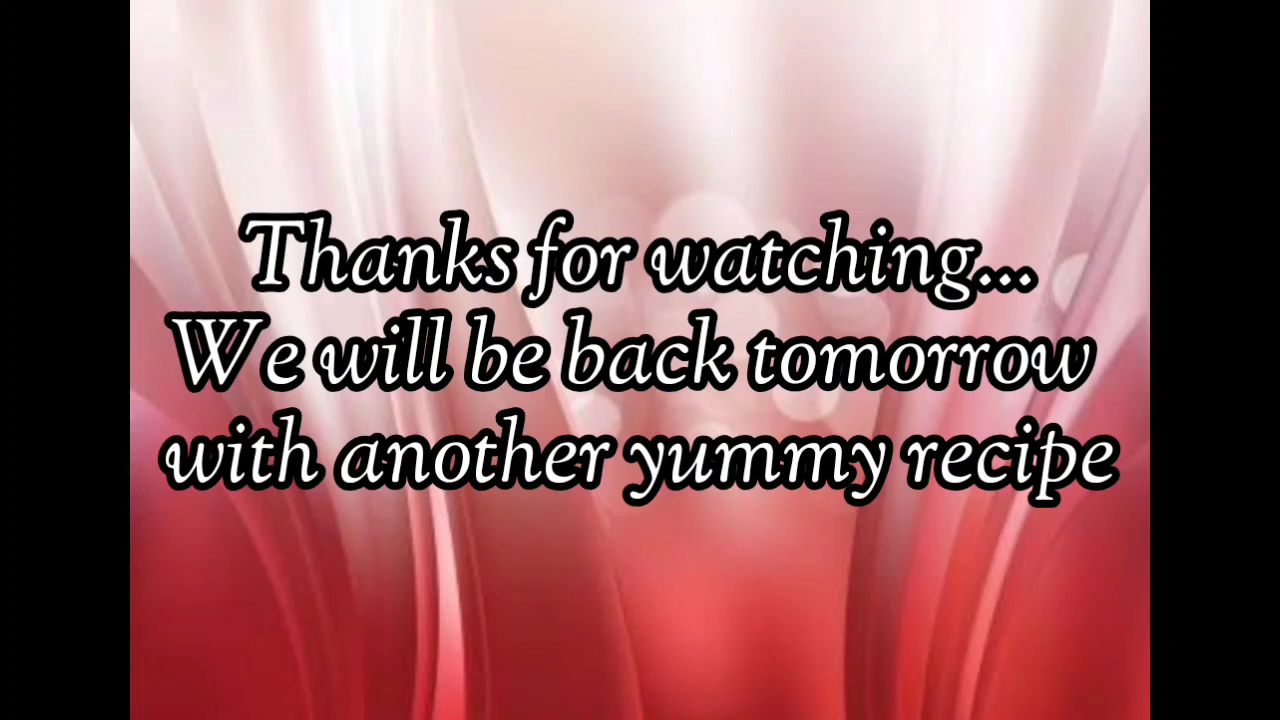 Thanks for watching...
We will be back tomorrow
with another yummy recipe